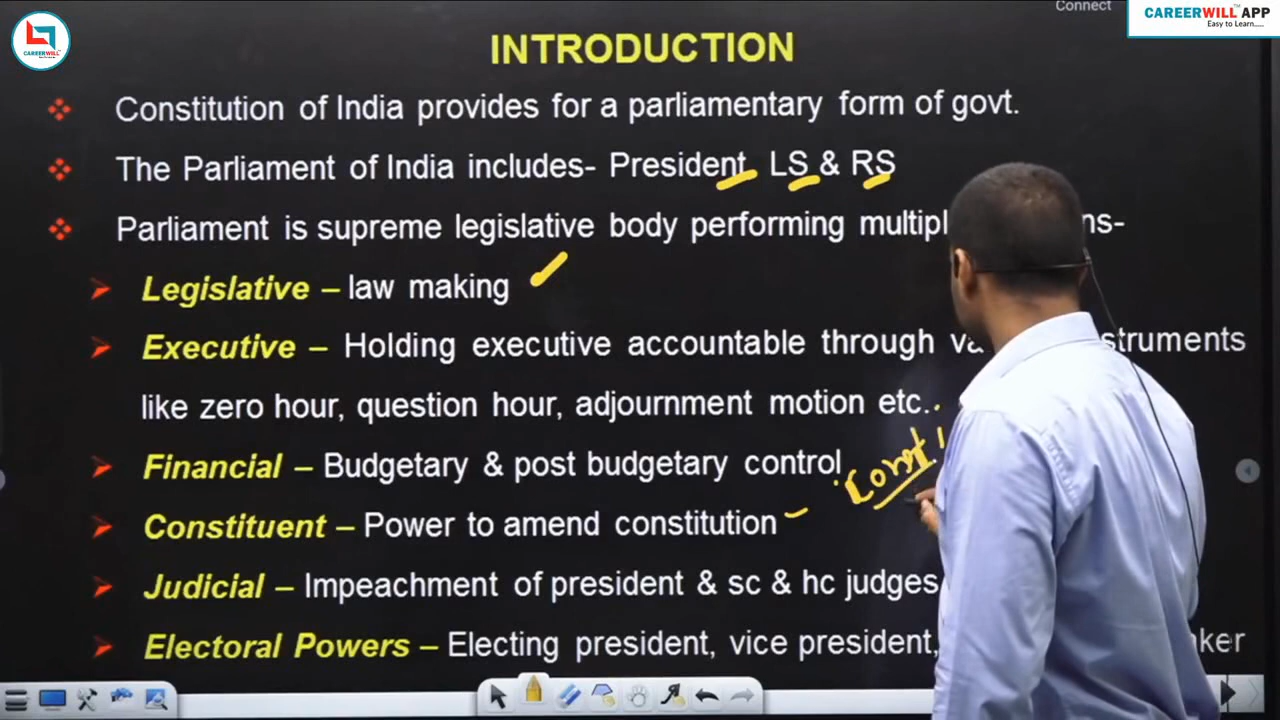 Connect
CAREERWILL APP
Easy to Learn.....
CAREERWILL
INTRODUCTION
Constitution of India provides for a parliamentary form of govt.
The Parliament of India includes- President, LS & RS
Parliament is supreme legislative body performing
Legislative – law making
Executive – Holding executive accountable through
like zero hour, question hour, adjournment motion etc..
Financial – Budgetary & post budgetary control
Const!
Constituent – Power to amend constitution
Judicial – Impeachment of president & sc & hc judges
Electoral Powers – Electing president, vice president,